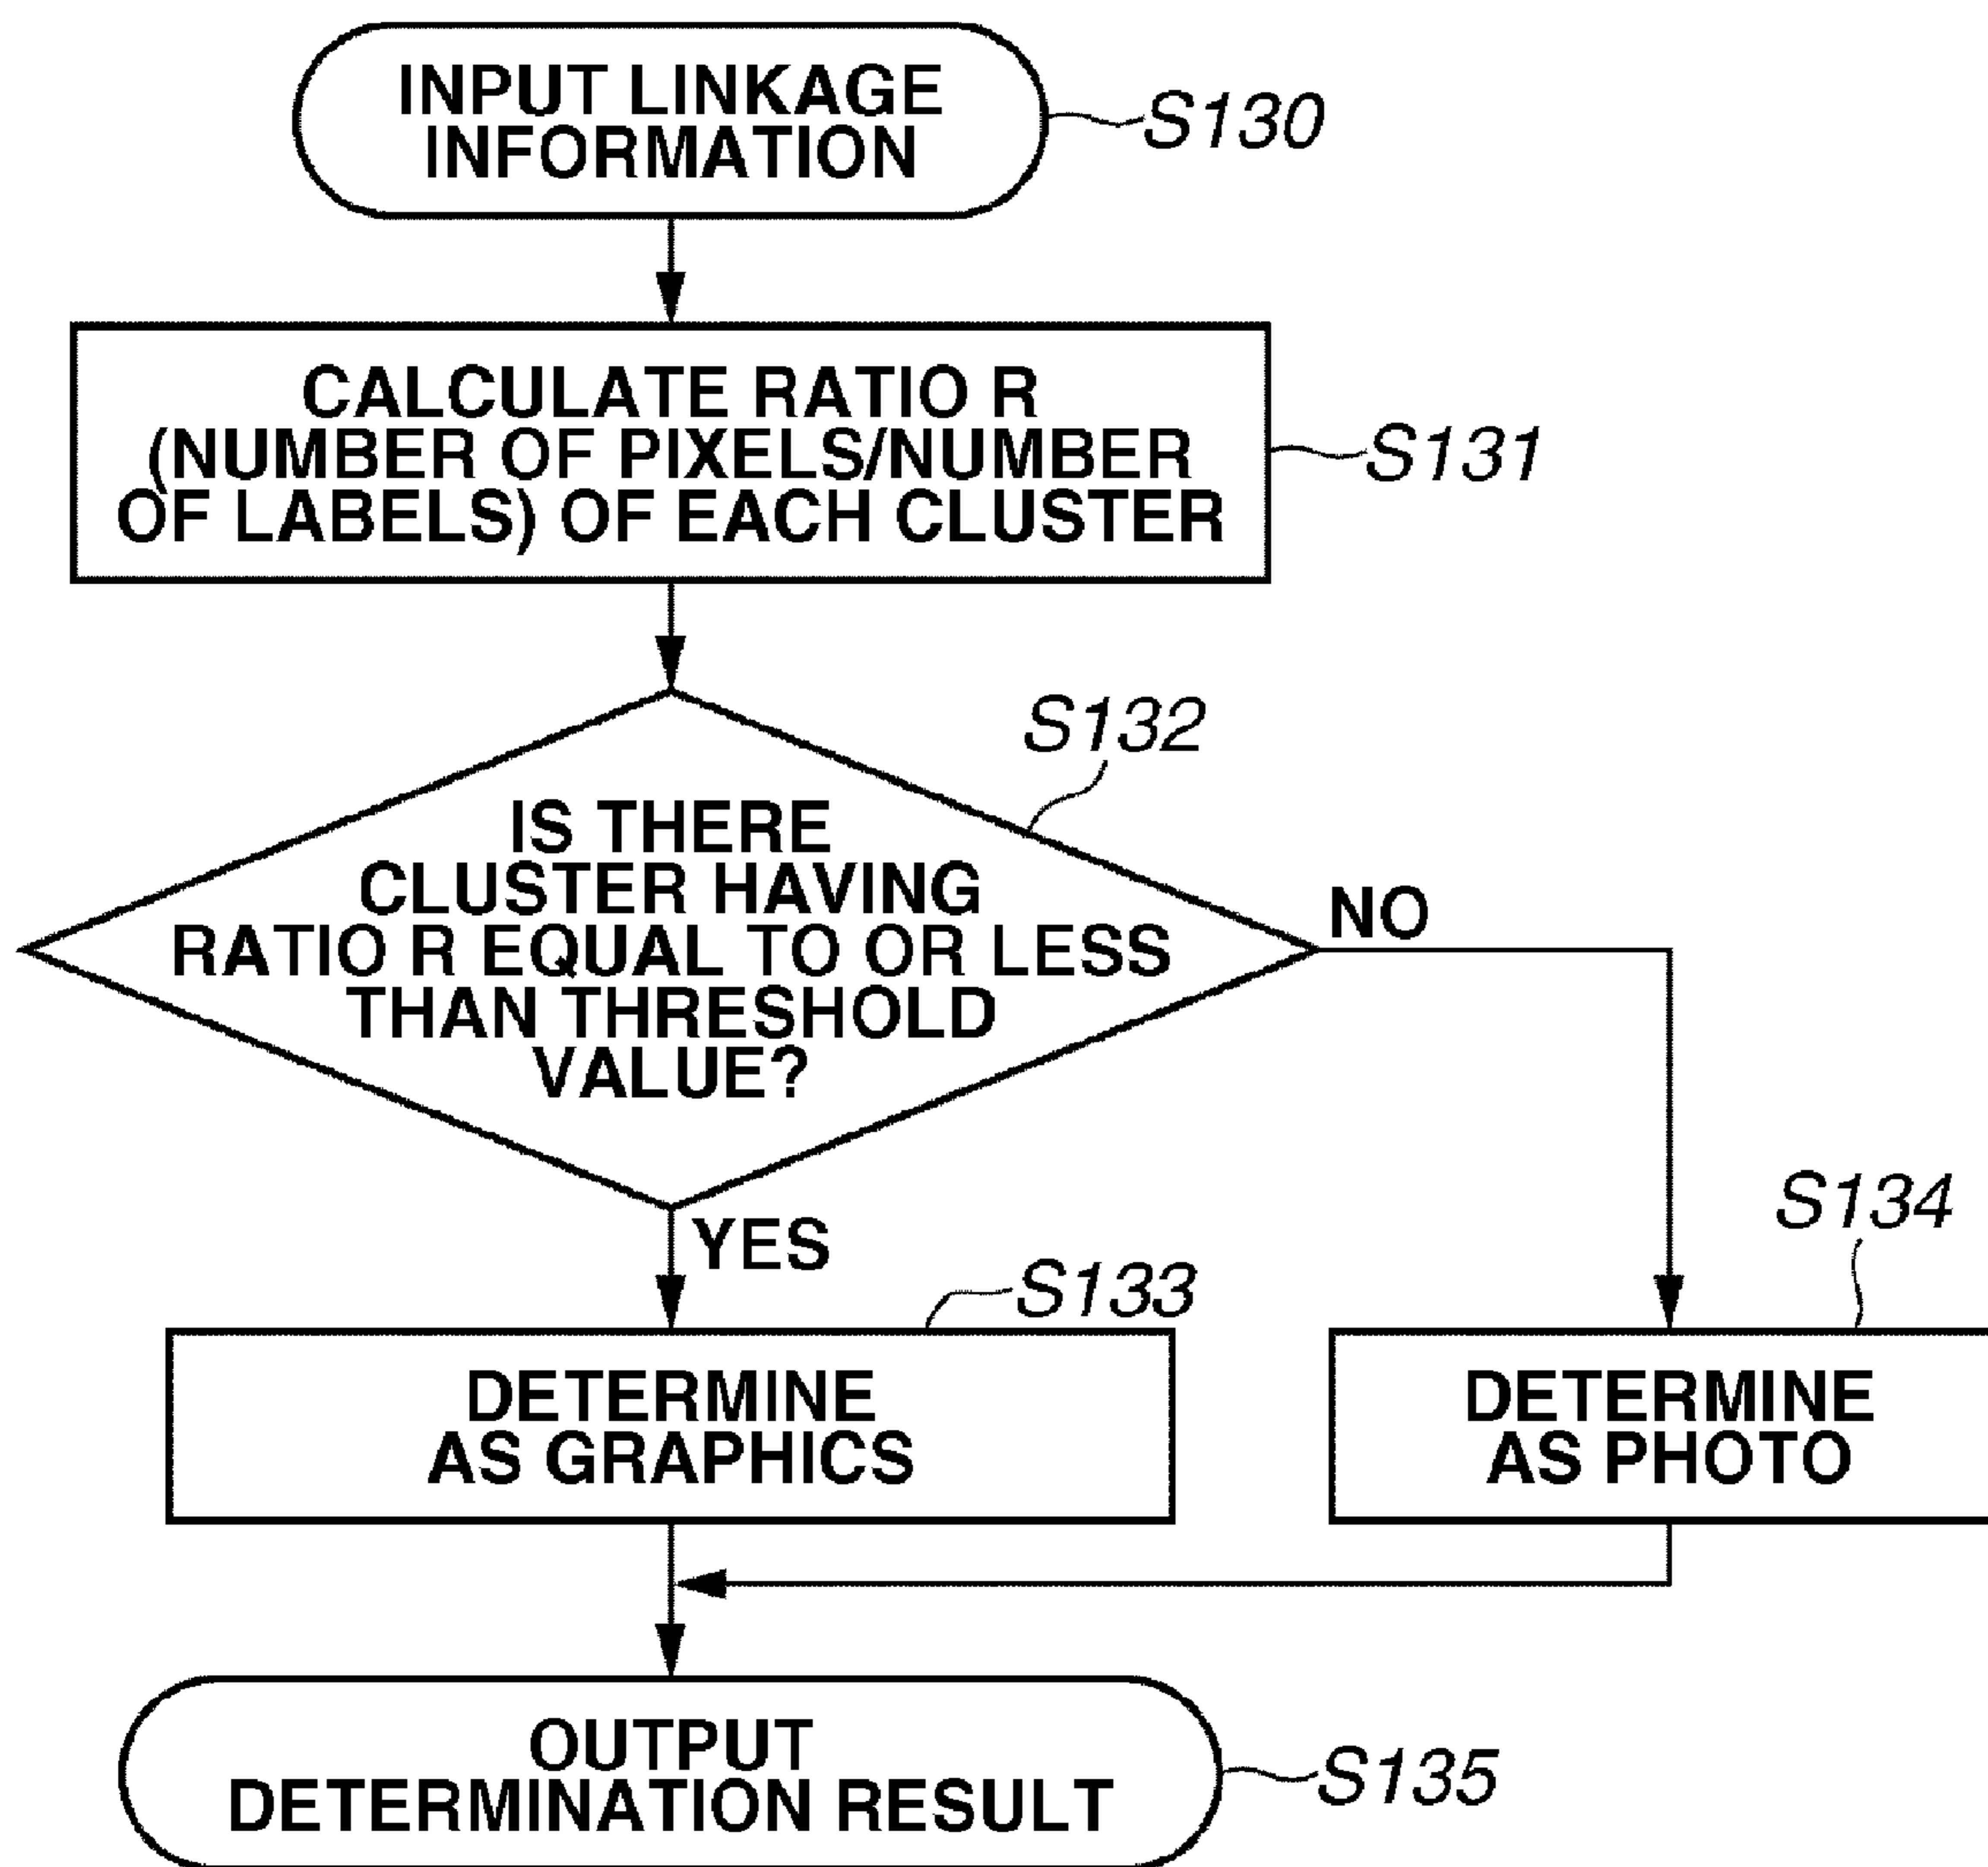 INPUT LINKAGE
INFORMATION
S130
CALCULATE RATIO R
(NUMBER OF PIXELS/NUMBER
OF LABELS) OF EACH CLUSTER
S131
S132
IS THERE
CLUSTER HAVING
RATIO R EQUAL TO OR LESS
THAN THRESHOLD
VALUE?
NO
YES
S133
S134
DETERMINE
AS GRAPHICS
DETERMINE
AS PHOTO
OUTPUT
DETERMINATION RESULT
S135